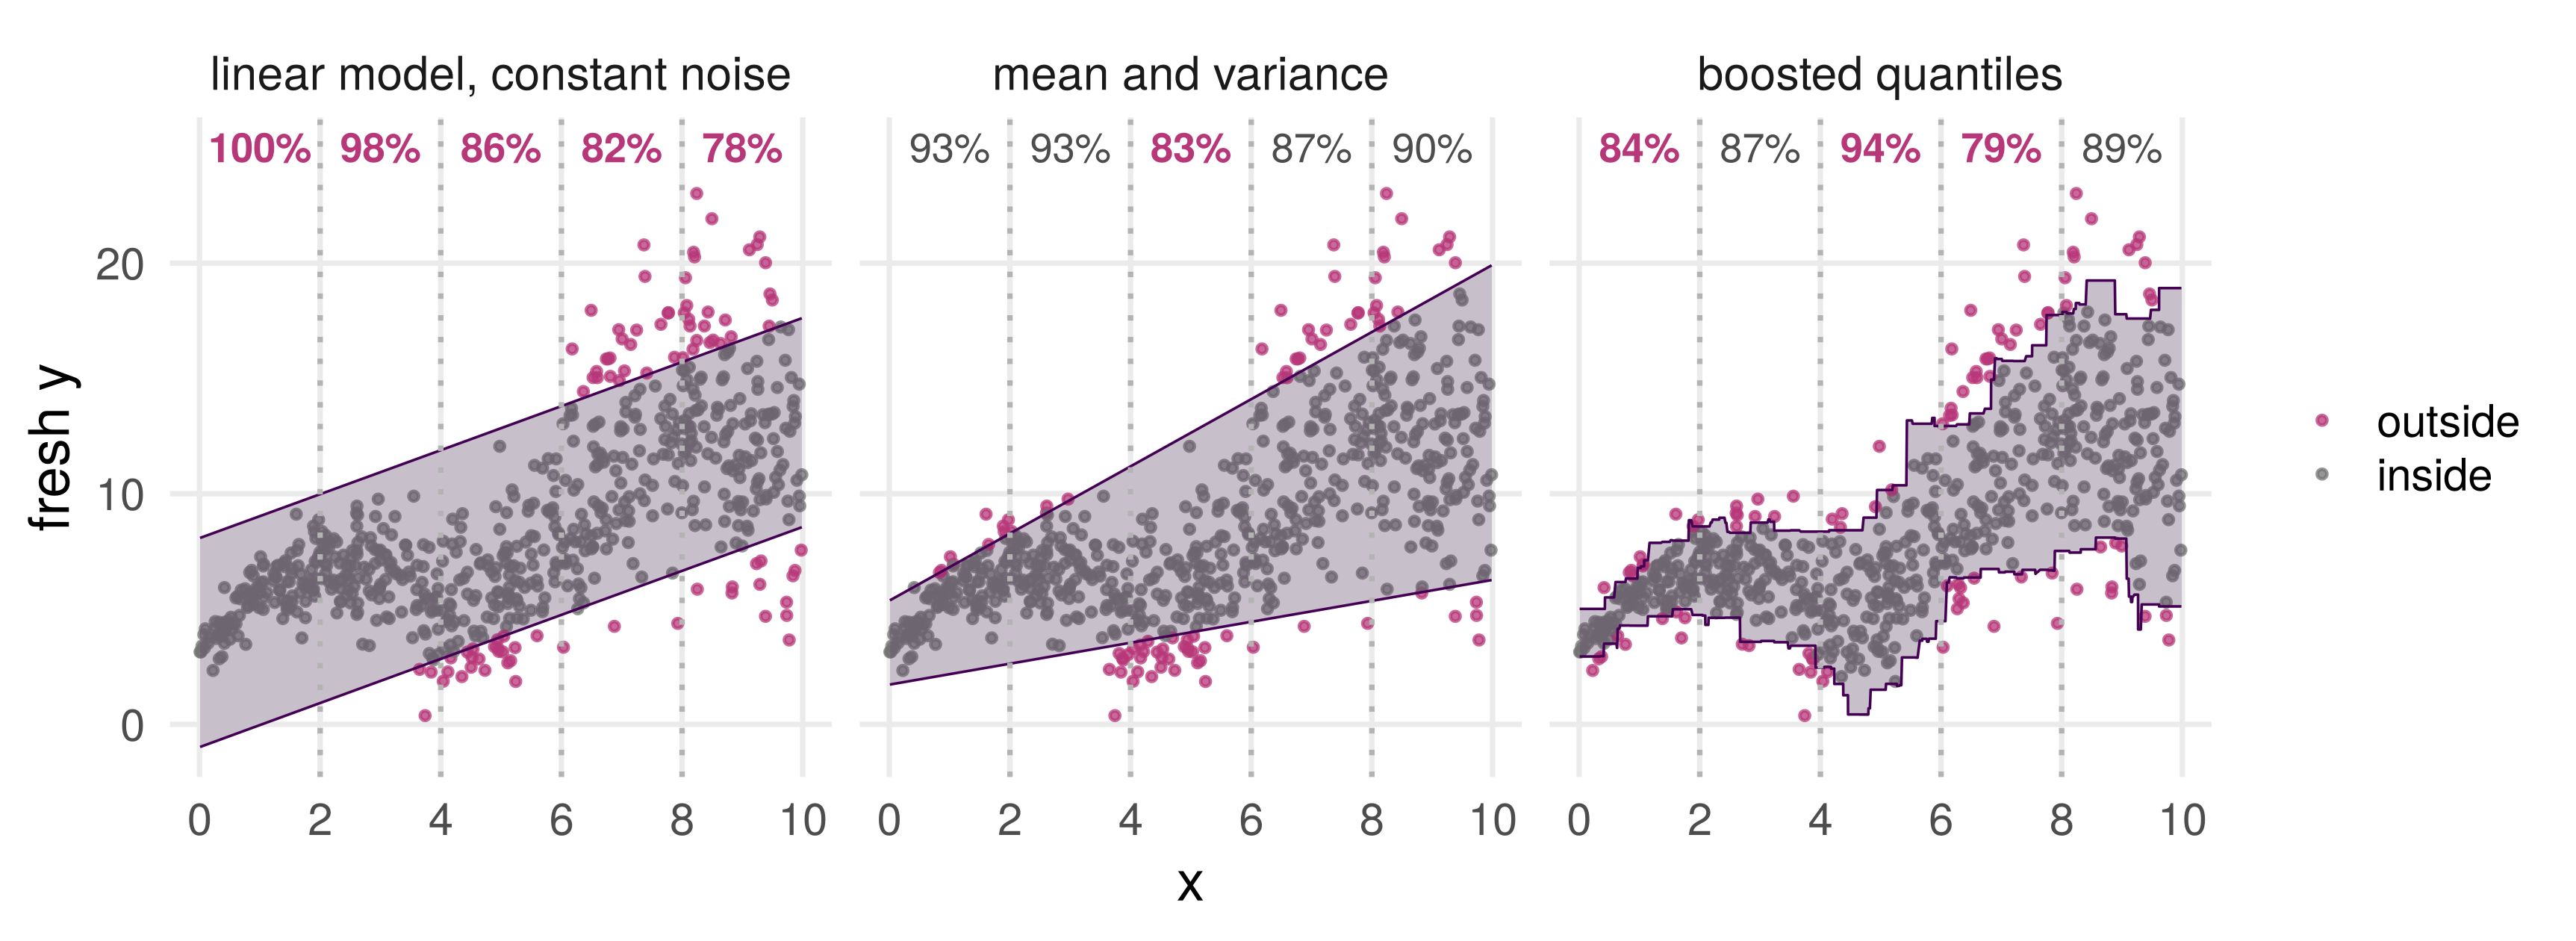 linear model, constant noise
mean and variance
boosted quantiles
100% 98% 86% 82% 78%
93% 93% 83% 87% 90%
84% 87% 94% 79% 89%
20
10
0
fresh y
0 2 4 6 8 10
0 2 4 6 8 10
0 2 4 6 8 10
x
outside
inside